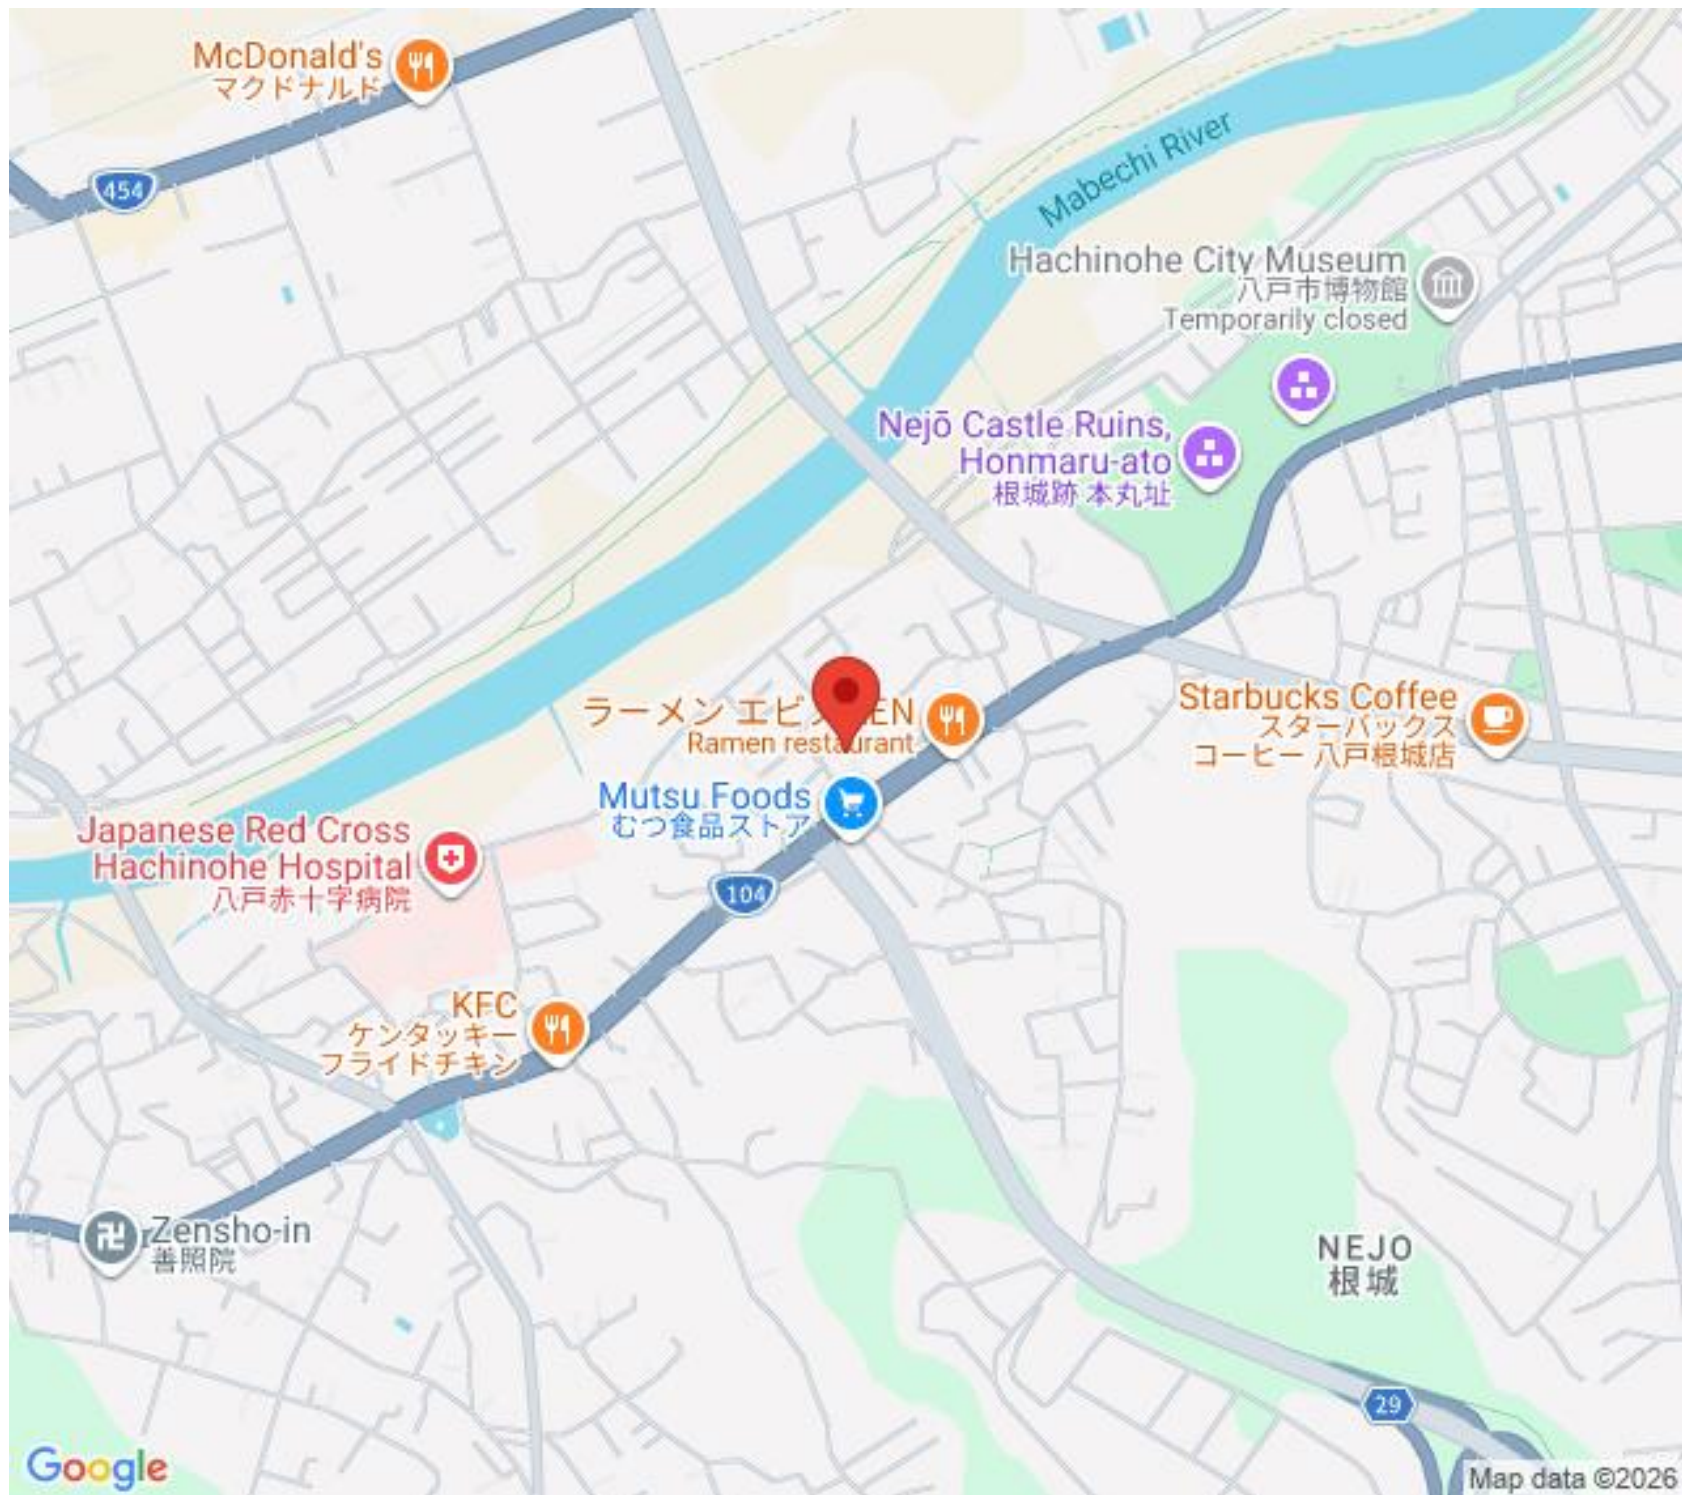 McDonald's
マクドナルド
454
Mabechi River
Hachinohe City Museum
八戸市博物館
Temporarily closed
Nejō Castle Ruins,
Honmaru-ato
根城跡 本丸址
ラーメン エビ
EN
Ramen restaurant
Starbucks Coffee
スターバックス
コーヒー 八戸根城店
Mutsu Foods
むつ食品ストア
Japanese Red Cross
Hachinohe Hospital
八戸赤十字病院
104
KFC
ケンタッキー
フライドチキン
Zensho-in
善照院
卍
NEJO
根城
29
Google
Map data ©2026